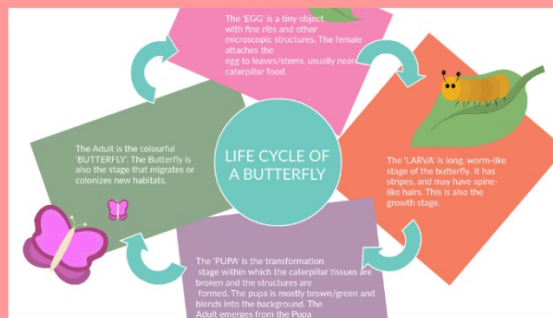 The 'EGG' is a tiny object
with fine ribs and other
microscopic structures. The female
attaches the
egg to leaves/stems, usually near
caterpillar food.
The 'LARVA' is long, worm-like
stage of the butterfly. It has
stripes, and may have spine-
like hairs. This is also the
growth stage.
LIFE CYCLE OF
A BUTTERFLY
The 'PUPA' is the transformation
stage within which the caterpillar tissues are
broken and the structures are
formed. The pupa is mostly brown/green and
blends into the background. The
Adult emerges from the Pupa
The Adult is the colourful
'BUTTERFLY'. The Butterfly is
also the stage that migrates or
colonizes new habitats.